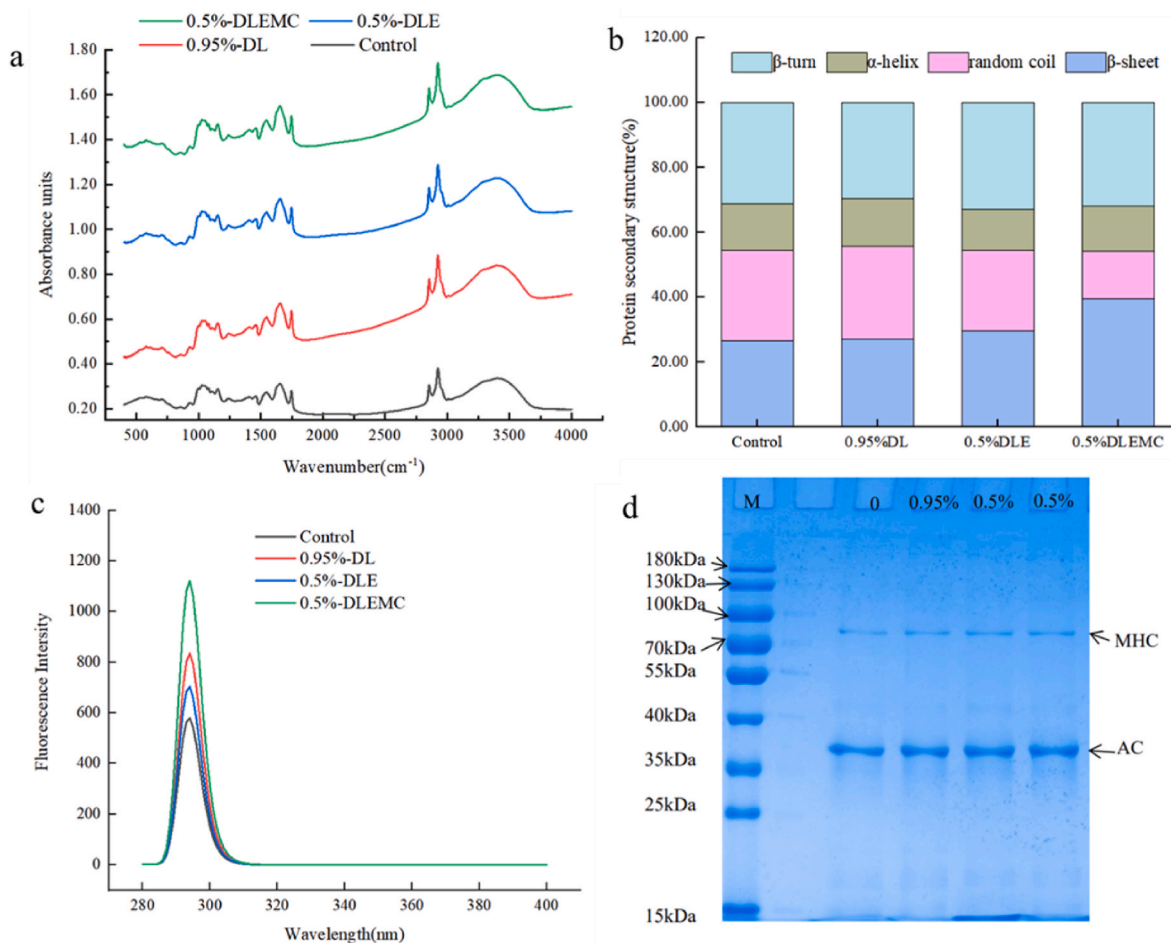 a
0.5%-DLEMC
0.5%-DLE
0.95%-DL
Control
1.80
1.60
1.40
1.20
1.00
0.80
0.60
0.40
0.20
Absorbance units
500
1000
1500
2000
2500
3000
3500
4000
Wavenumber(cm⁻¹)
b
120.00
100.00
80.00
60.00
40.00
20.00
0.00
Protein secondary structure(%)
β-turn
α-helix
random coil
β-sheet
Control
0.95%DL
0.5%DLE
0.5%DLEMC
c
1400
1200
1000
800
600
400
200
0
Fluorescence Intersity
Control
0.95%-DL
0.5%-DLE
0.5%-DLEMC
280
300
320
340
360
380
400
Wavelength(nm)
d
M
0
0.95%
0.5%
0.5%
180kDa
130kDa
100kDa
70kDa
55kDa
40kDa
35kDa
25kDa
15kDa
MHC
AC